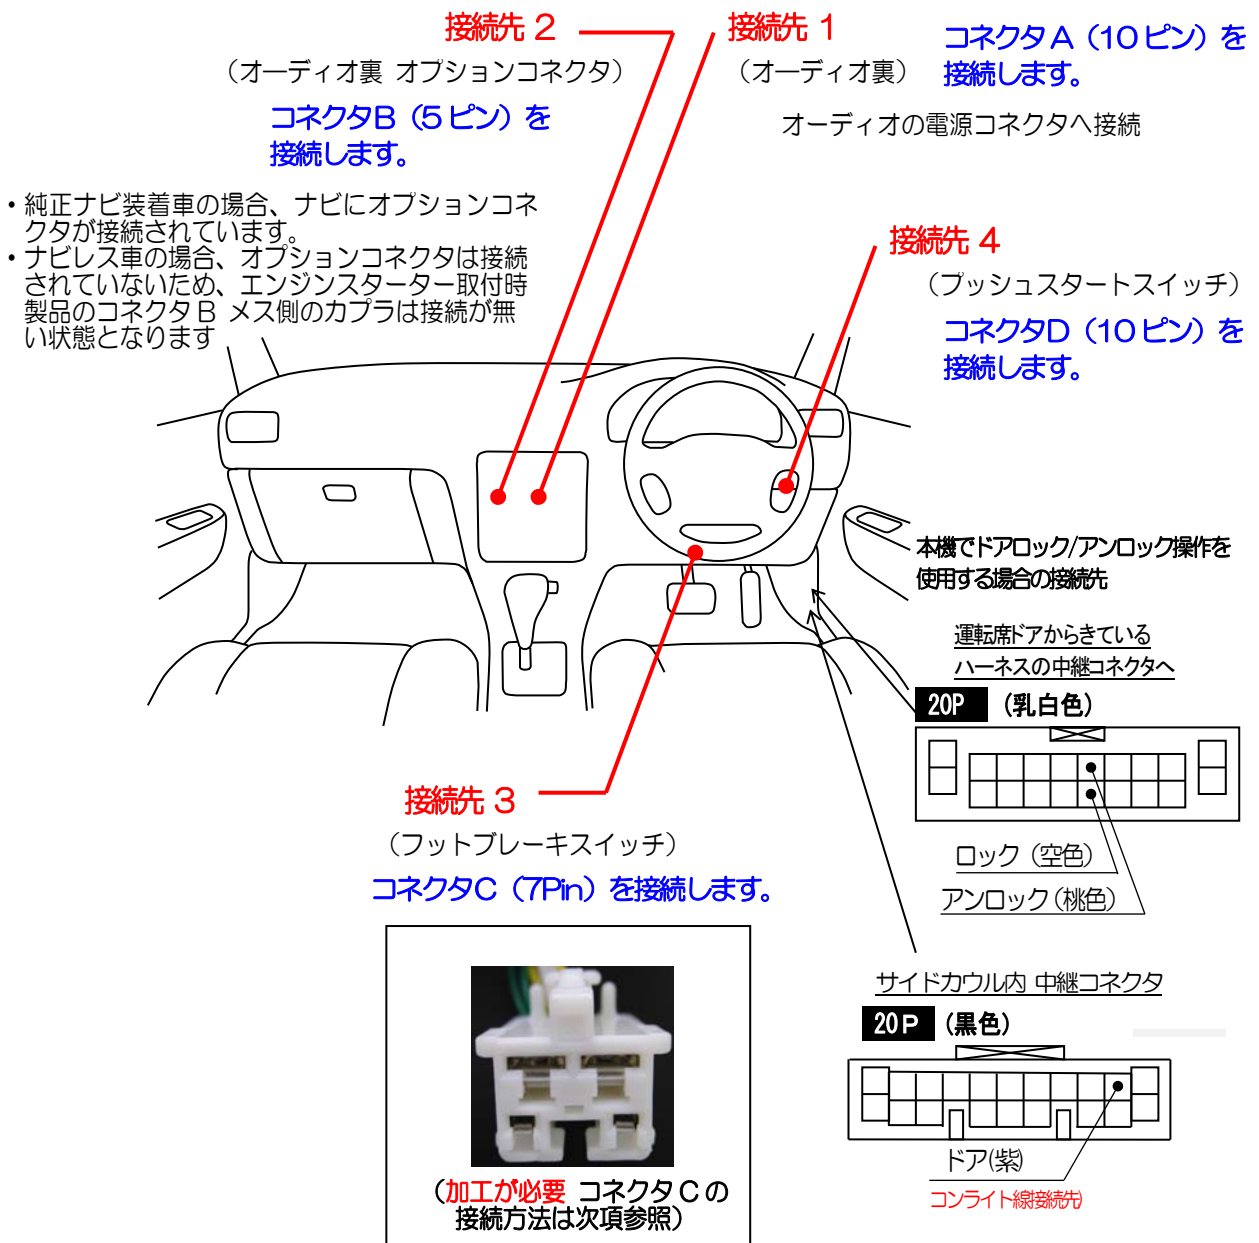 接続先 2
（オーディオ裏 オプションコネクタ）
コネクタB（5ピン）を
接続します。
・純正ナビ装着車の場合、ナビにオプションコネ
クタが接続されています。
・ナビレス車の場合、オプションコネクタは接続
されていないため、エンジンスターター取付時
製品のコネクタB メス側のカプラは接続が無
い状態となります
接続先 1
（オーディオ裏）
コネクタA（10ピン）を
接続します。
オーディオの電源コネクタへ接続
接続先 4
（プッシュスタートスイッチ）
コネクタD（10ピン）を
接続します。
本機でドアロック/アンロック操作を
使用する場合の接続先
運転席ドアからきている
ハーネスの中継コネクタへ
20P （乳白色）
ロック（空色）
アンロック（桃色）
接続先 3
（フットブレーキスイッチ）
コネクタC（7Pin）を接続します。
（加工が必要 コネクタCの
接続方法は次項参照）
サイドカウル内 中継コネクタ
20P （黒色）
ドア(紫)
コンライト線接続先)